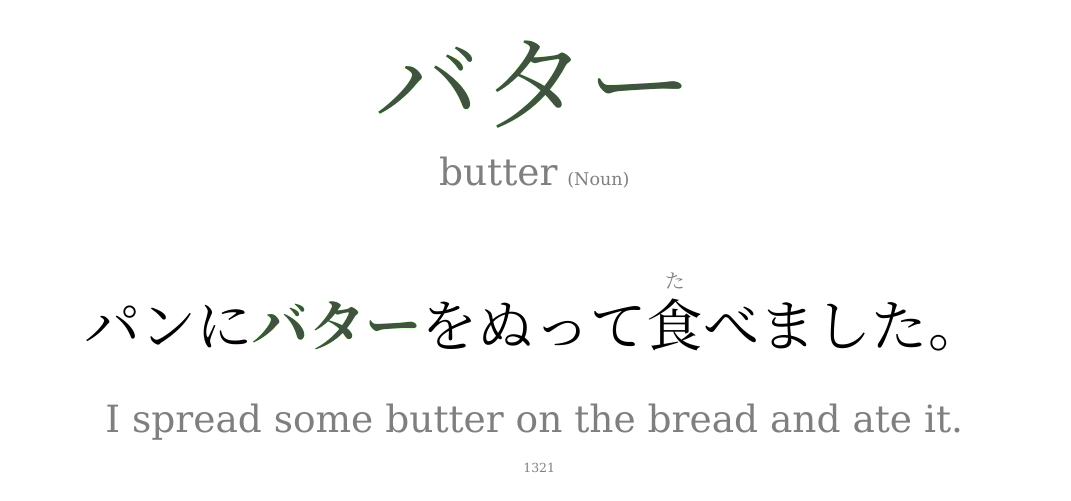 バター
butter (Noun)
た
パンにバターをぬって食べました。
I spread some butter on the bread and ate it.
1321